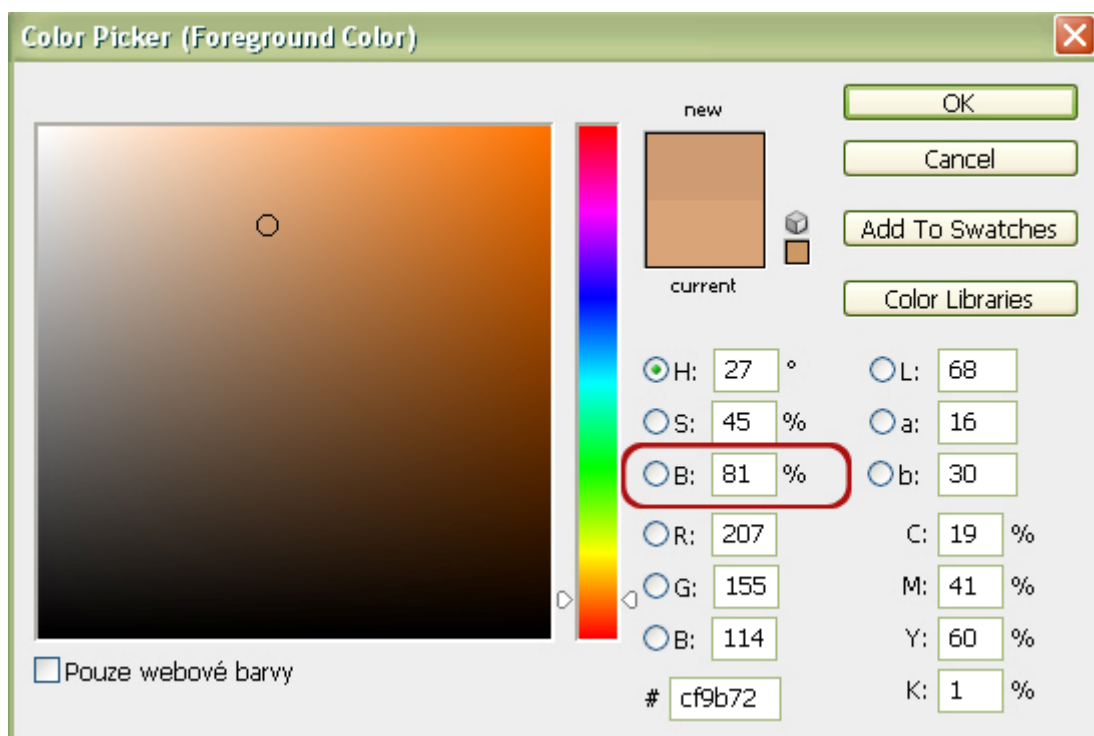 Color Picker (Foreground Color)
new
current
OK
Cancel
Add To Swatches
Color Libraries
H: 27 °
S: 45 %
B: 81 %
R: 207
G: 155
B: 114
# cf9b72
L: 68
a: 16
b: 30
C: 19 %
M: 41 %
Y: 60 %
K: 1 %
Pouze webové barvy